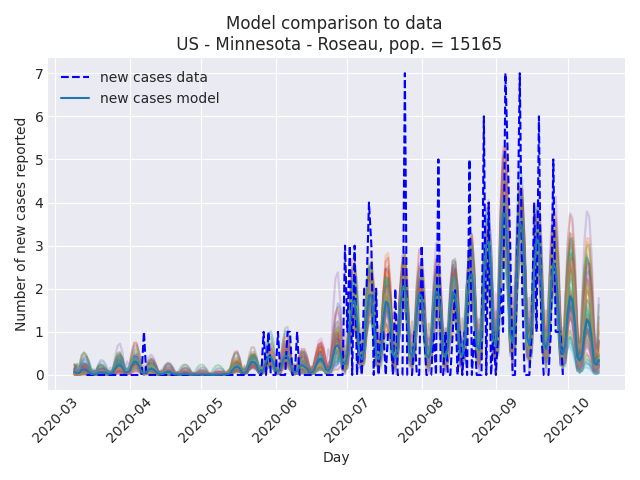 Model comparison to data
US - Minnesota - Roseau, pop. = 15165
new cases data
new cases model
Number of new cases reported
7
6
5
4
3
2
1
0
2020-03
2020-04
2020-05
2020-06
2020-07
2020-08
2020-09
2020-10
Day